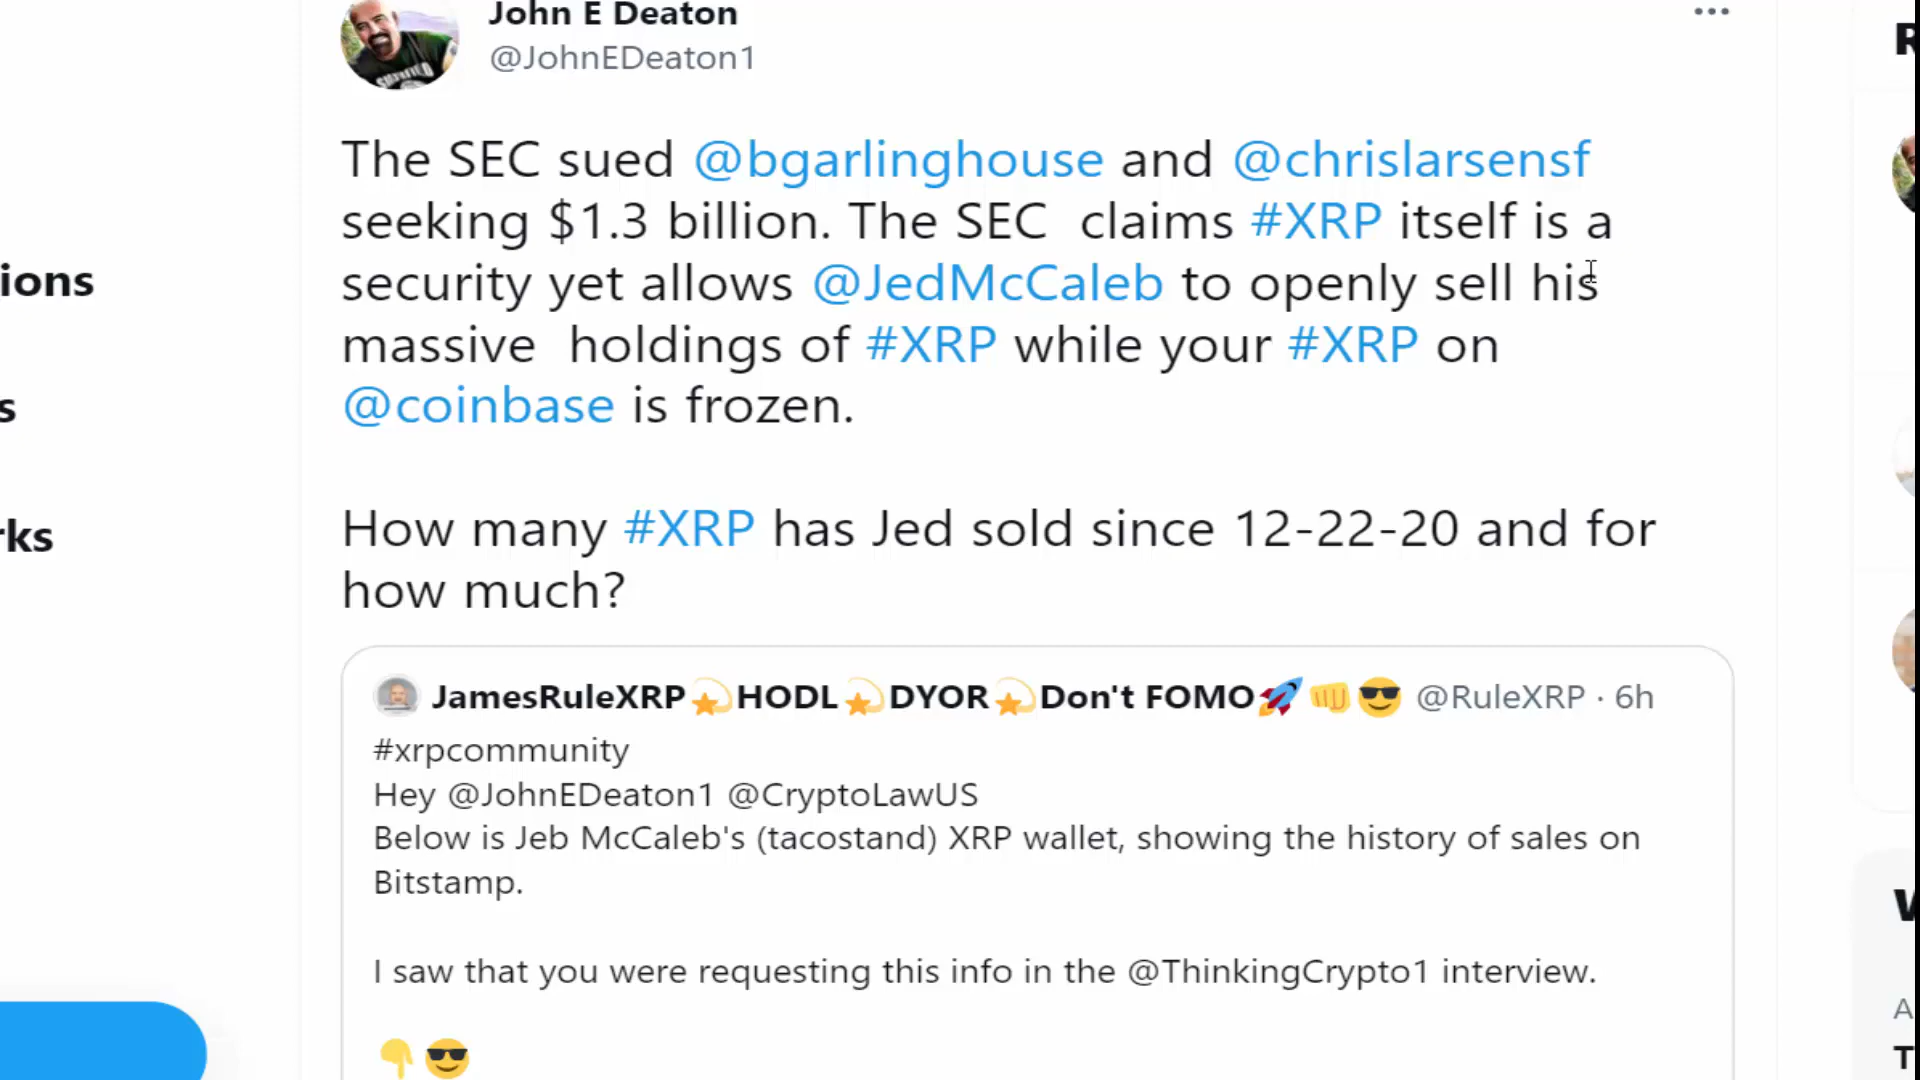 John E Deaton
@JohnEDeaton1
The SEC sued @bgarlinghouse and @chrislarsensf
seeking $1.3 billion. The SEC claims #XRP itself is a
security yet allows @JedMcCaleb to openly sell his
massive holdings of #XRP while your #XRP on
@coinbase is frozen.
How many #XRP has Jed sold since 12-22-20 and for
how much?
JamesRuleXRP💫HODL💫DYOR💫Don't FOMO🚀👊😎 @RuleXRP · 6h
#xrpcommunity
Hey @JohnEDeaton1 @CryptoLawUS
Below is Jeb McCaleb's (tacostand) XRP wallet, showing the history of sales on
Bitstamp.
I saw that you were requesting this info in the @ThinkingCrypto1 interview.
👇😎
ions
s
rks
R
A
T